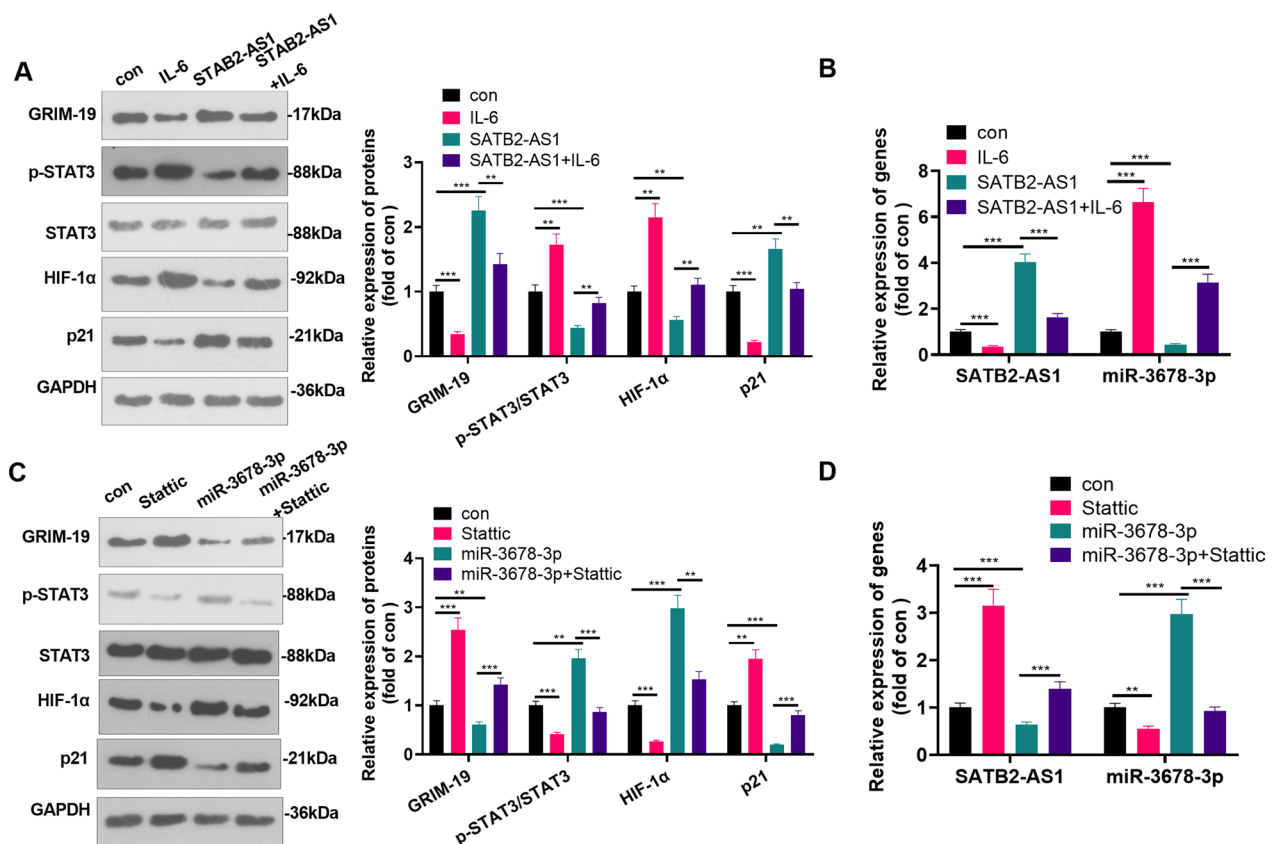 A
con
IL-6
STAB2-AS1
STAB2-AS1
+IL-6
GRIM-19
-17kDa
p-STAT3
-88kDa
STAT3
-88kDa
HIF-1α
-92kDa
p21
-21kDa
GAPDH
-36kDa
con
IL-6
SATB2-AS1
SATB2-AS1+IL-6
Relative expression of proteins
(fold of con)
3
2
1
0
***
***
**
***
**
**
**
**
**
**
***
**
GRIM-19
p-STAT3/STAT3
HIF-1α
p21
B
con
IL-6
SATB2-AS1
SATB2-AS1+IL-6
Relative expression of genes
(fold of con)
8
6
4
2
0
***
***
***
***
***
***
SATB2-AS1
miR-3678-3p
C
con
Stattic
miR-3678-3p
miR-3678-3p
+Stattic
GRIM-19
-17kDa
p-STAT3
-88kDa
STAT3
-88kDa
HIF-1α
-92kDa
p21
-21kDa
GAPDH
-36kDa
con
Stattic
miR-3678-3p
miR-3678-3p+Stattic
Relative expression of proteins
(fold of con )
4
3
2
1
0
**
***
***
**
***
***
***
**
***
***
**
***
GRIM-19
p-STAT3/STAT3
HIF-1α
p21
D
con
Stattic
miR-3678-3p
miR-3678-3p+Stattic
Relative expression of genes
(fold of con )
4
3
2
1
0
***
***
***
***
***
**
SATB2-AS1
miR-3678-3p